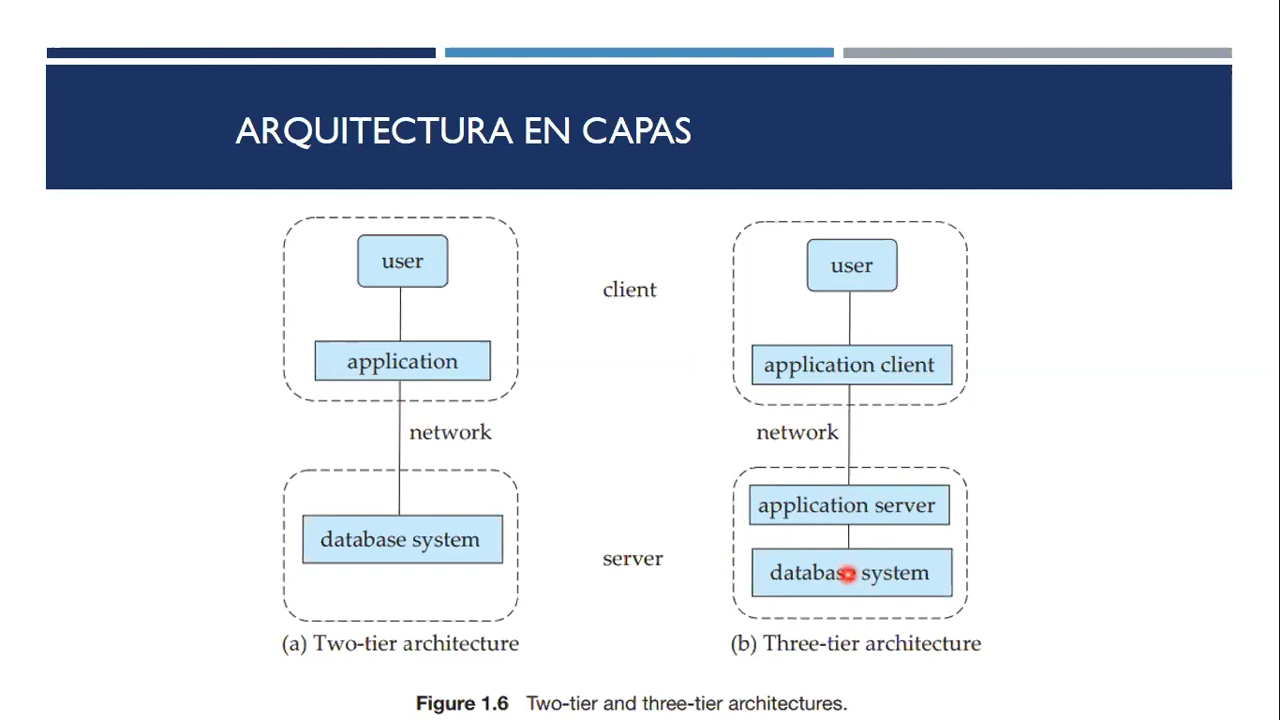 ARQUITECTURA EN CAPAS
user
application
network
database system
(a) Two-tier architecture
client
server
user
application client
network
application server
database system
(b) Three-tier architecture
Figure 1.6 Two-tier and three-tier architectures.